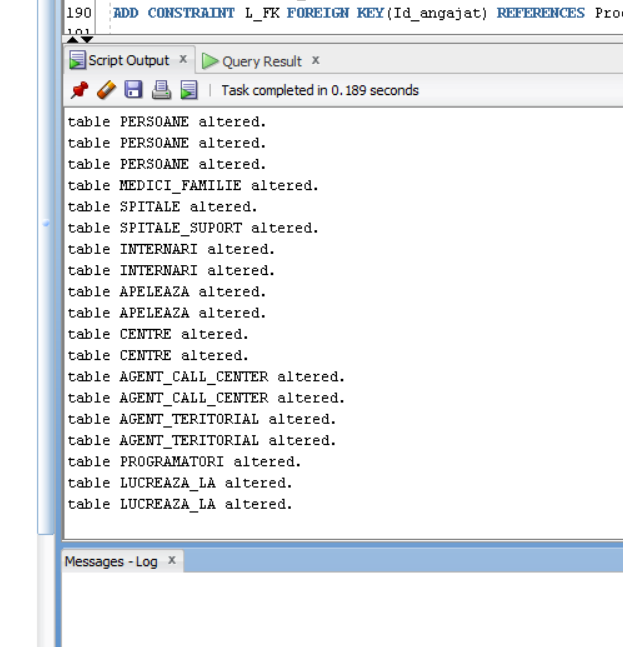 190 ADD CONSTRAINT L_FK FOREIGN KEY(Id_angajat) REFERENCES
Script Output x Query Result x
Task completed in 0.189 seconds
table PERSOANE altered.
table PERSOANE altered.
table PERSOANE altered.
table MEDICI_FAMILIE altered.
table SPITALE altered.
table SPITALE_SUPORT altered.
table INTERNARI altered.
table INTERNARI altered.
table APELEAZA altered.
table APELEAZA altered.
table CENTRE altered.
table CENTRE altered.
table AGENT_CALL_CENTER altered.
table AGENT_CALL_CENTER altered.
table AGENT_TERITORIAL altered.
table AGENT_TERITORIAL altered.
table PROGRAMATORI altered.
table LUCREAZA_LA altered.
table LUCREAZA_LA altered.
Messages - Log x